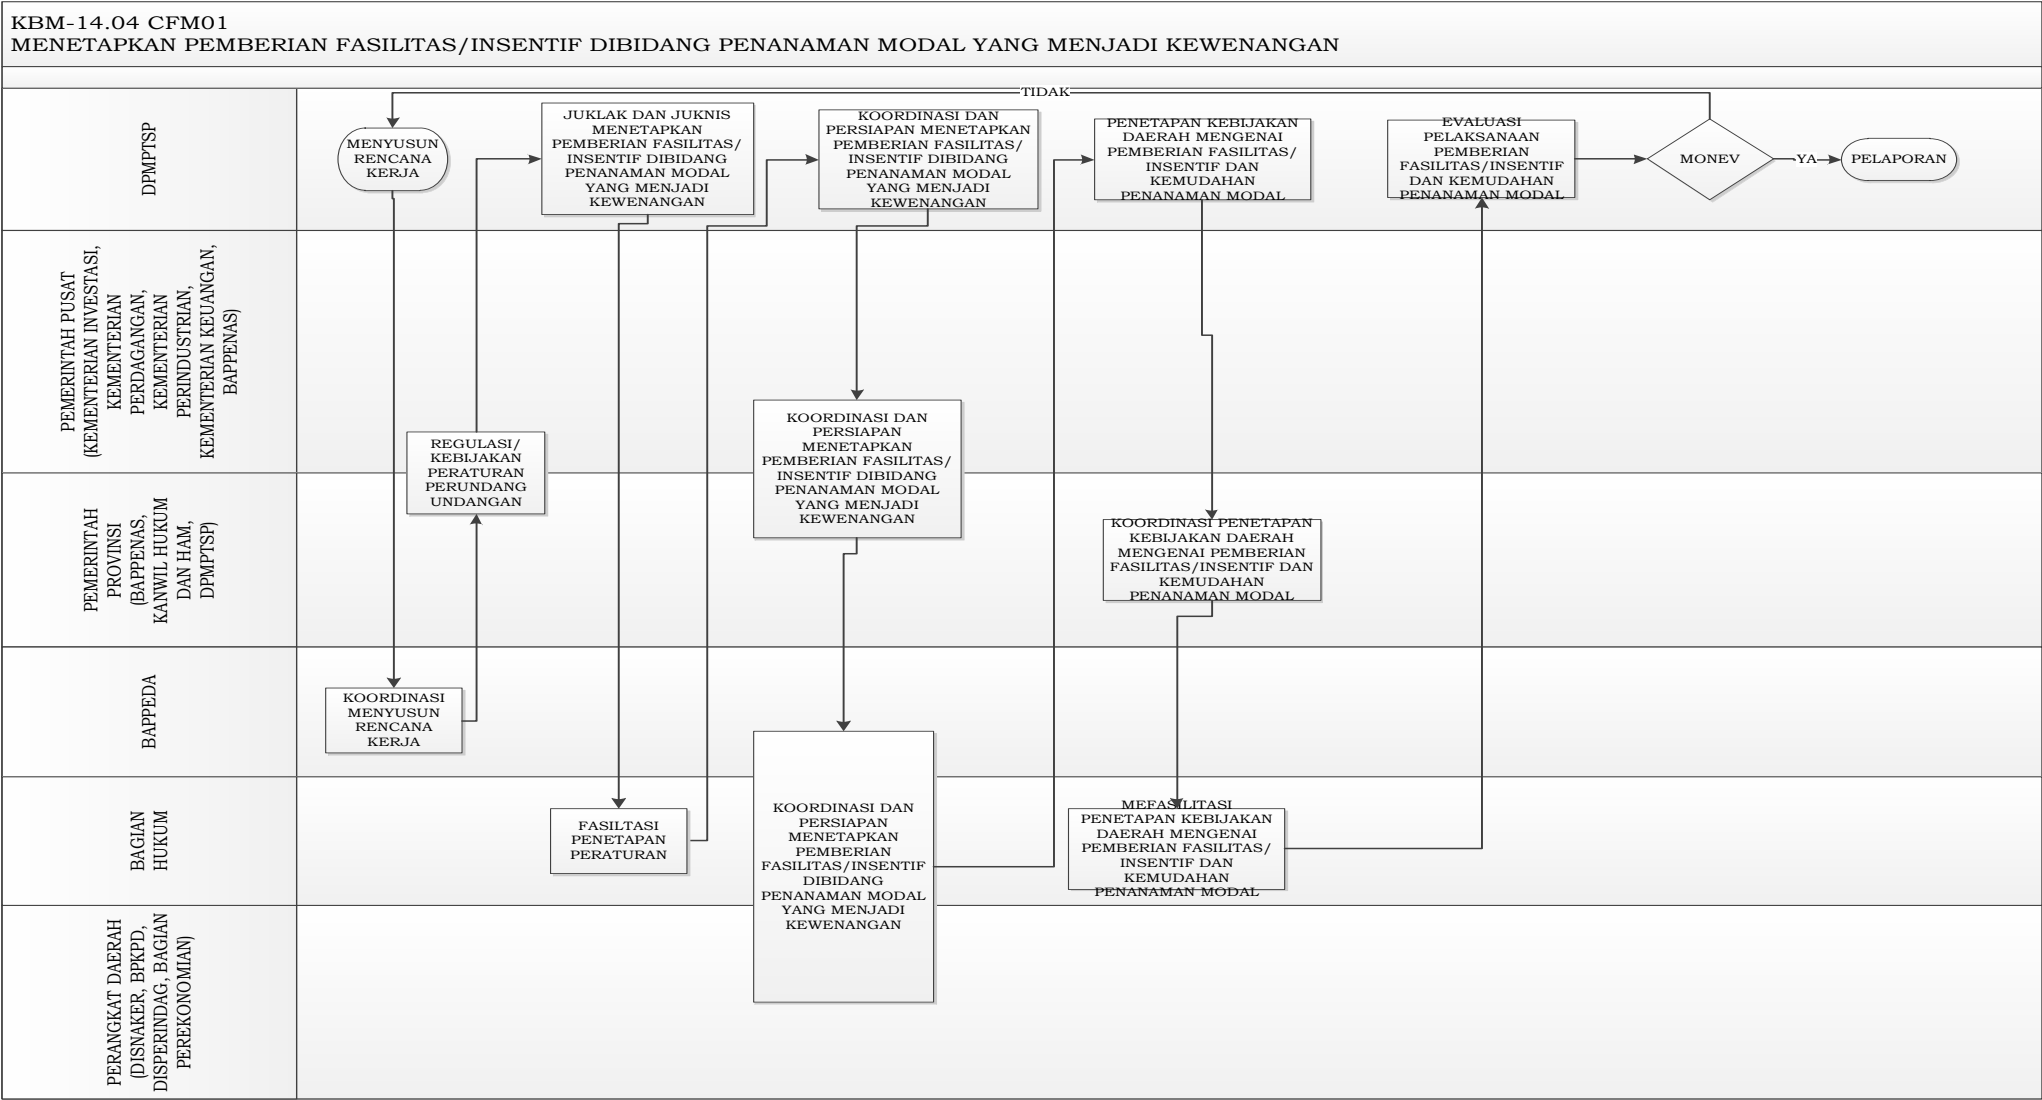 KBM-14.04 CFM01
MENETAPKAN PEMBERIAN FASILITAS/INSENTIF DIBIDANG PENANAMAN MODAL YANG MENJADI KEWENANGAN
DPMPTSP
TIDAK
MENYUSUN
RENCANA
KERJA
JUKLAK DAN JUKNIS
MENETAPKAN
PEMBERIAN FASILITAS/
INSENTIF DIBIDANG
PENANAMAN MODAL
YANG MENJADI
KEWENANGAN
KOORDINASI DAN
PERSIAPAN MENETAPKAN
PEMBERIAN FASILITAS/
INSENTIF DIBIDANG
PENANAMAN MODAL
YANG MENJADI
KEWENANGAN
PENETAPAN KEBIJAKAN
DAERAH MENGENAI
PEMBERIAN FASILITAS/
INSENTIF DAN
KEMUDAHAN
PENANAMAN MODAL
EVALUASI
PELAKSANAAN
PEMBERIAN
FASILITAS/INSENTIF
DAN KEMUDAHAN
PENANAMAN MODAL
MONEV
YA
PELAPORAN
PEMERINTAH PUSAT
(KEMENTERIAN INVESTASI,
KEMENTERIAN
PERDAGANGAN,
KEMENTERIAN
PERINDUSTRIAN,
KEMENTERIAN KEUANGAN,
BAPPENAS)
REGULASI/
KEBIJAKAN
PERATURAN
PERUNDANG
UNDANGAN
KOORDINASI DAN
PERSIAPAN
MENETAPKAN
PEMBERIAN FASILITAS/
INSENTIF DIBIDANG
PENANAMAN MODAL
YANG MENJADI
KEWENANGAN
PEMERINTAH
PROVINSI
(BAPPENAS,
KANWIL HUKUM
DAN HAM,
DPMPTSP)
KOORDINASI PENETAPAN
KEBIJAKAN DAERAH
MENGENAI PEMBERIAN
FASILITAS/INSENTIF DAN
KEMUDAHAN
PENANAMAN MODAL
BAPPEDA
KOORDINASI
MENYUSUN
RENCANA
KERJA
BAGIAN
HUKUM
FASILTASI
PENETAPAN
PERATURAN
KOORDINASI DAN
PERSIAPAN
MENETAPKAN
PEMBERIAN
FASILITAS/INSENTIF
DIBIDANG
PENANAMAN MODAL
YANG MENJADI
KEWENANGAN
MEFASILITASI
PENETAPAN KEBIJAKAN
DAERAH MENGENAI
PEMBERIAN FASILITAS/
INSENTIF DAN
KEMUDAHAN
PENANAMAN MODAL
PERANGKAT DAERAH
(DISNAKER, BPKPD,
DISPERINDAG, BAGIAN
PEREKONOMIAN)